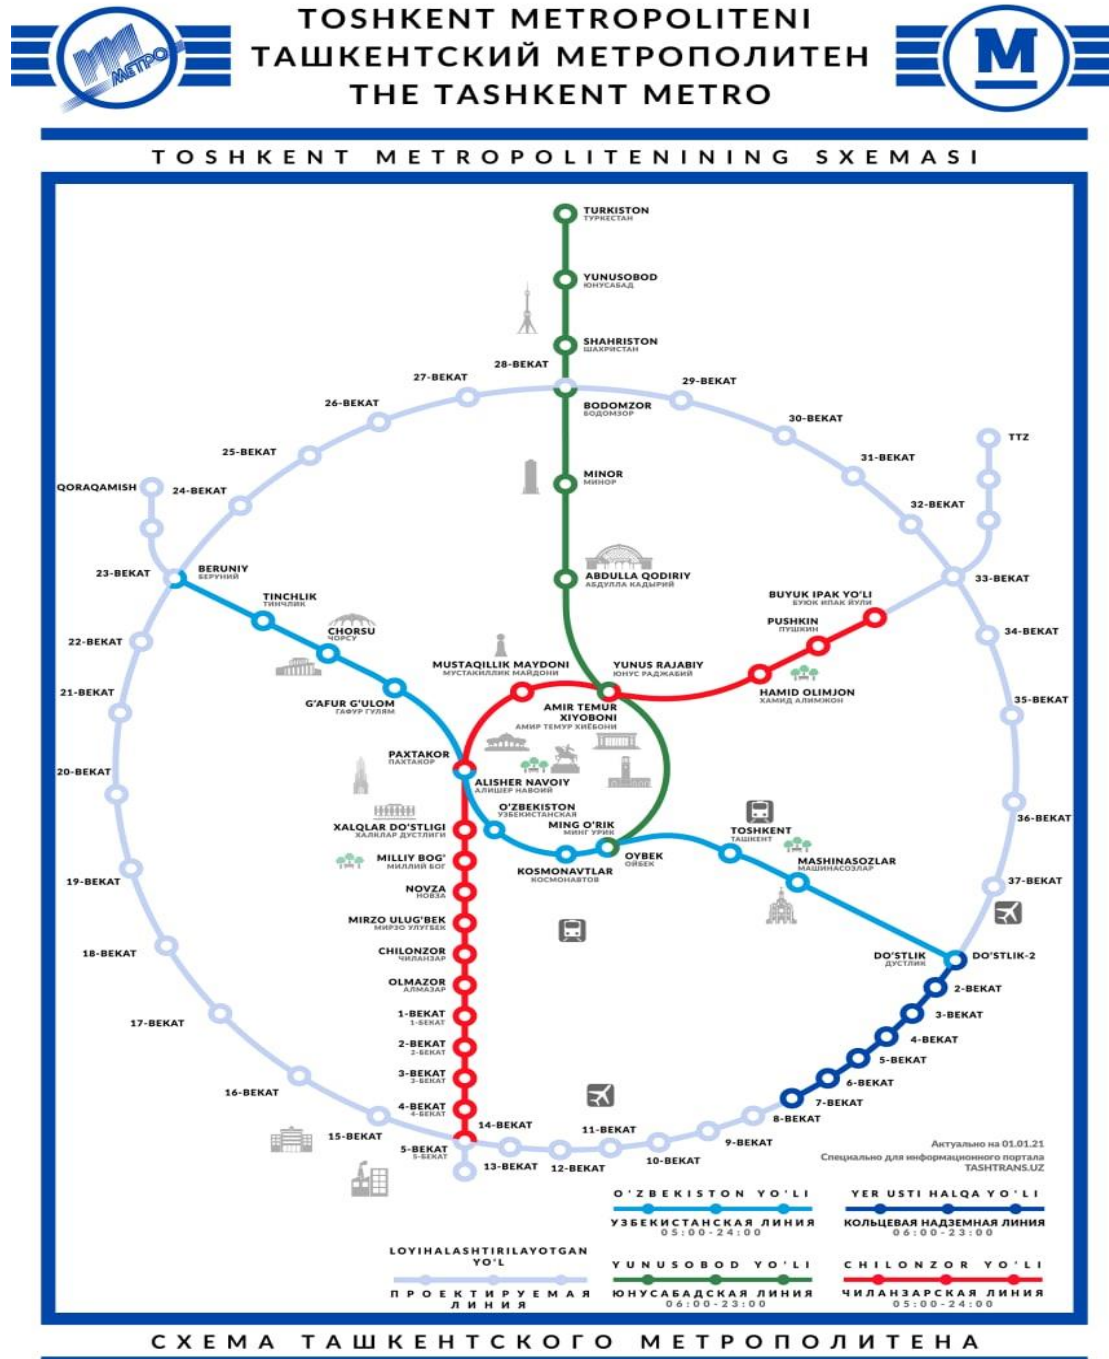 МЕТРО
M
TOSHKENT METROPOLITENI
ТАШКЕНТСКИЙ МЕТРОПОЛИТЕН
THE TASHKENT METRO
TOSHKENT METROPOLITENINING SXEMASI
TURKISTON
ТУРКЕСТАН
YUNUSOBOD
ЮНУСАБАД
SHAHRISTON
ШАХРИСТАН
28-BEKAT
27-BEKAT
29-BEKAT
BODOMZOR
БОДОМЗОР
26-BEKAT
30-BEKAT
TTZ
25-BEKAT
31-BEKAT
MINOR
МИНОР
QORAQAMISH
24-BEKAT
32-BEKAT
23-BEKAT
BERUNIY
БЕРУНИЙ
ABDULLA QODIRIY
АБДУЛЛА КАДЫРИЙ
33-BEKAT
TINCHLIK
ТИНЧЛИК
BUYUK IPAK YO'LI
БУЮК ИПАК ЙУЛИ
CHORSU
ЧОРСУ
PUSHKIN
ПУШКИН
22-BEKAT
34-BEKAT
MUSTAQILLIK MAYDONI
МУСТАКИЛЛИК МАЙДОНИ
YUNUS RAJABIY
ЮНУС РАДЖАБИЙ
21-BEKAT
35-BEKAT
G'AFUR G'ULOM
ГАФУР ГУЛЯМ
HAMID OLIMJON
ХАМИД АЛИМЖОН
AMIR TEMUR
XIYOBONI
АМИР ТЕМУР ХИЁБОНИ
PAXTAKOR
ПАХТАКОР
20-BEKAT
ALISHER NAVOIY
АЛИШЕР НАВОИЙ
O'ZBEKISTON
УЗБЕКИСТАНСКАЯ
36-BEKAT
XALQLAR DO'STLIGI
ХАЛКЛАР ДУСТЛИГИ
MING O'RIK
МИНГ УРИК
TOSHKENT
ТАШКЕНТ
MILLIY BOG'
МИЛЛИЙ БОГ
OYBEK
ОЙБЕК
MASHINASOZLAR
МАШИНАСОЗЛАР
KOSMONAVTLAR
КОСМОНАВТОВ
19-BEKAT
37-BEKAT
NOVZA
НОВЗА
MIRZO ULUG'BEK
МИРЗО УЛУГБЕК
18-BEKAT
CHILONZOR
ЧИЛАНЗАР
DO'STLIK
ДУСТЛИК
DO'STLIK-2
OLMAZOR
АЛМАЗАР
2-BEKAT
17-BEKAT
1-BEKAT
1-БЕКАТ
3-BEKAT
2-BEKAT
2-БЕКАТ
4-BEKAT
5-BEKAT
3-BEKAT
3-БЕКАТ
6-BEKAT
16-BEKAT
7-BEKAT
4-BEKAT
4-БЕКАТ
8-BEKAT
14-BEKAT
11-BEKAT
15-BEKAT
9-BEKAT
5-BEKAT
5-БЕКАТ
13-BEKAT
12-BEKAT
10-BEKAT
Актуально на 01.01.21
Специально для информационного портала
TASHTRANS.UZ
O'ZBEKISTON YO'LI
УЗБЕКИСТАНСКАЯ ЛИНИЯ
05:00-24:00
YER USTI HALQA YO'LI
КОЛЬЦЕВАЯ НАДЗЕМНАЯ ЛИНИЯ
06:00-23:00
LOYIHALASHTIRILAYOTGAN
YO'L
ПРОЕКТИРУЕМАЯ
ЛИНИЯ
YUNUSOBOD YO'LI
ЮНУСАБАДСКАЯ ЛИНИЯ
06:00-23:00
CHILONZOR YO'LI
ЧИЛАНЗАРСКАЯ ЛИНИЯ
05:00-24:00
СХЕМА ТАШКЕНТСКОГО МЕТРОПОЛИТЕНА